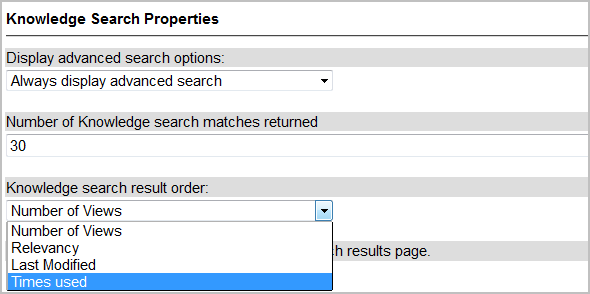 Knowledge Search Properties
Display advanced search options:
Always display advanced search
Number of Knowledge search matches returned
30
Knowledge search result order:
Number of Views
Number of Views
Relevancy
results page.
Last Modified
Times used